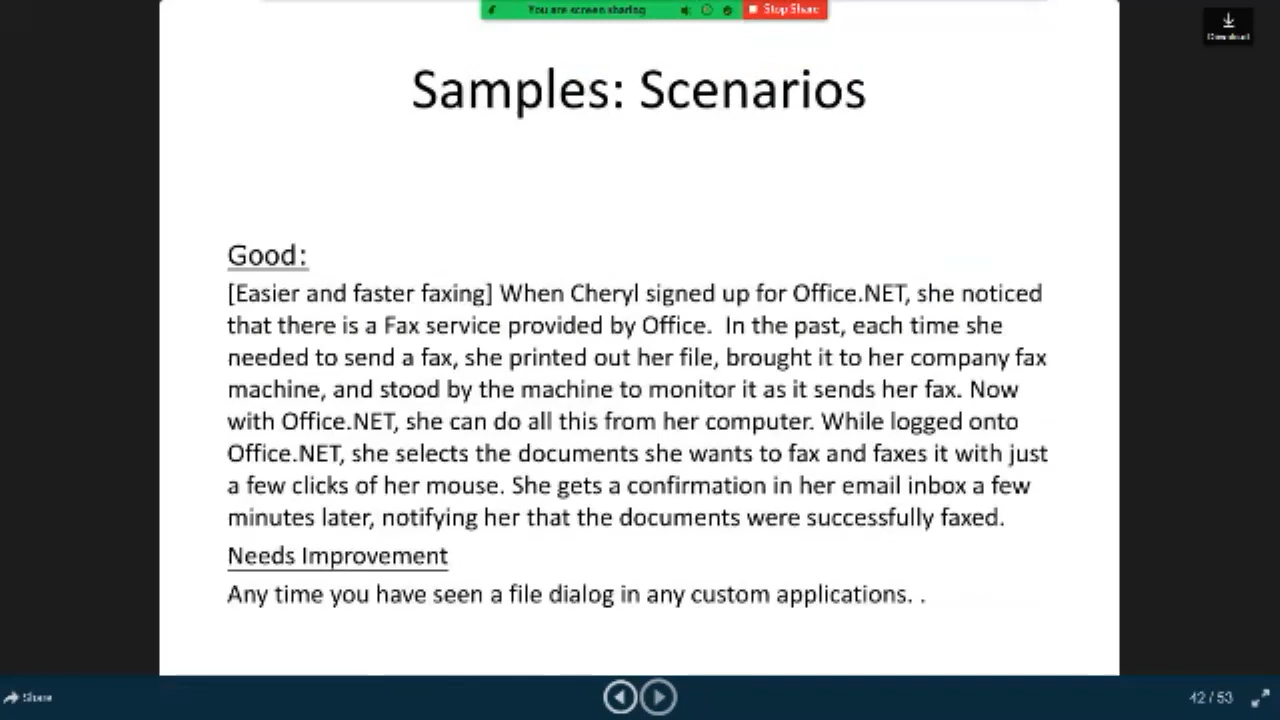 You are screen sharing
Stop Share
Download
Samples: Scenarios
Good:
[Easier and faster faxing] When Cheryl signed up for Office.NET, she noticed
that there is a Fax service provided by Office.  In the past, each time she
needed to send a fax, she printed out her file, brought it to her company fax
machine, and stood by the machine to monitor it as it sends her fax. Now
with Office.NET, she can do all this from her computer. While logged onto
Office.NET, she selects the documents she wants to fax and faxes it with just
a few clicks of her mouse. She gets a confirmation in her email inbox a few
minutes later, notifying her that the documents were successfully faxed.
Needs Improvement
Any time you have seen a file dialog in any custom applications. .
Share
42 / 53